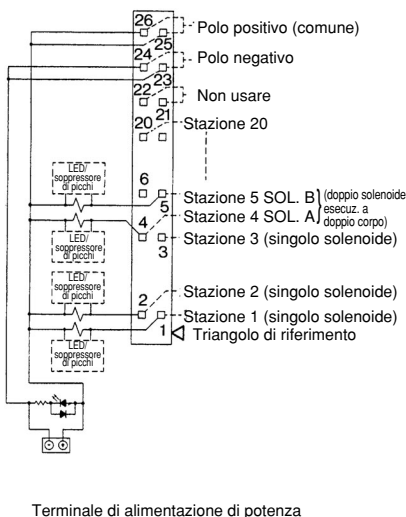 26
Polo positivo (comune)
25
24
Polo negativo
23
22
Non usare
21
20
Stazione 20
LED/
soppressore
di picchi
6
Stazione 5 SOL. B
(doppio solenoide
esecuz. a
doppio corpo)
5
4
Stazione 4 SOL. A
LED/
soppressore
di picchi
Stazione 3 (singolo solenoide)
3
LED/
soppressore
di picchi
Stazione 2 (singolo solenoide)
2
Stazione 1 (singolo solenoide)
1
Triangolo di riferimento
LED/
soppressore
di picchi
Terminale di alimentazione di potenza